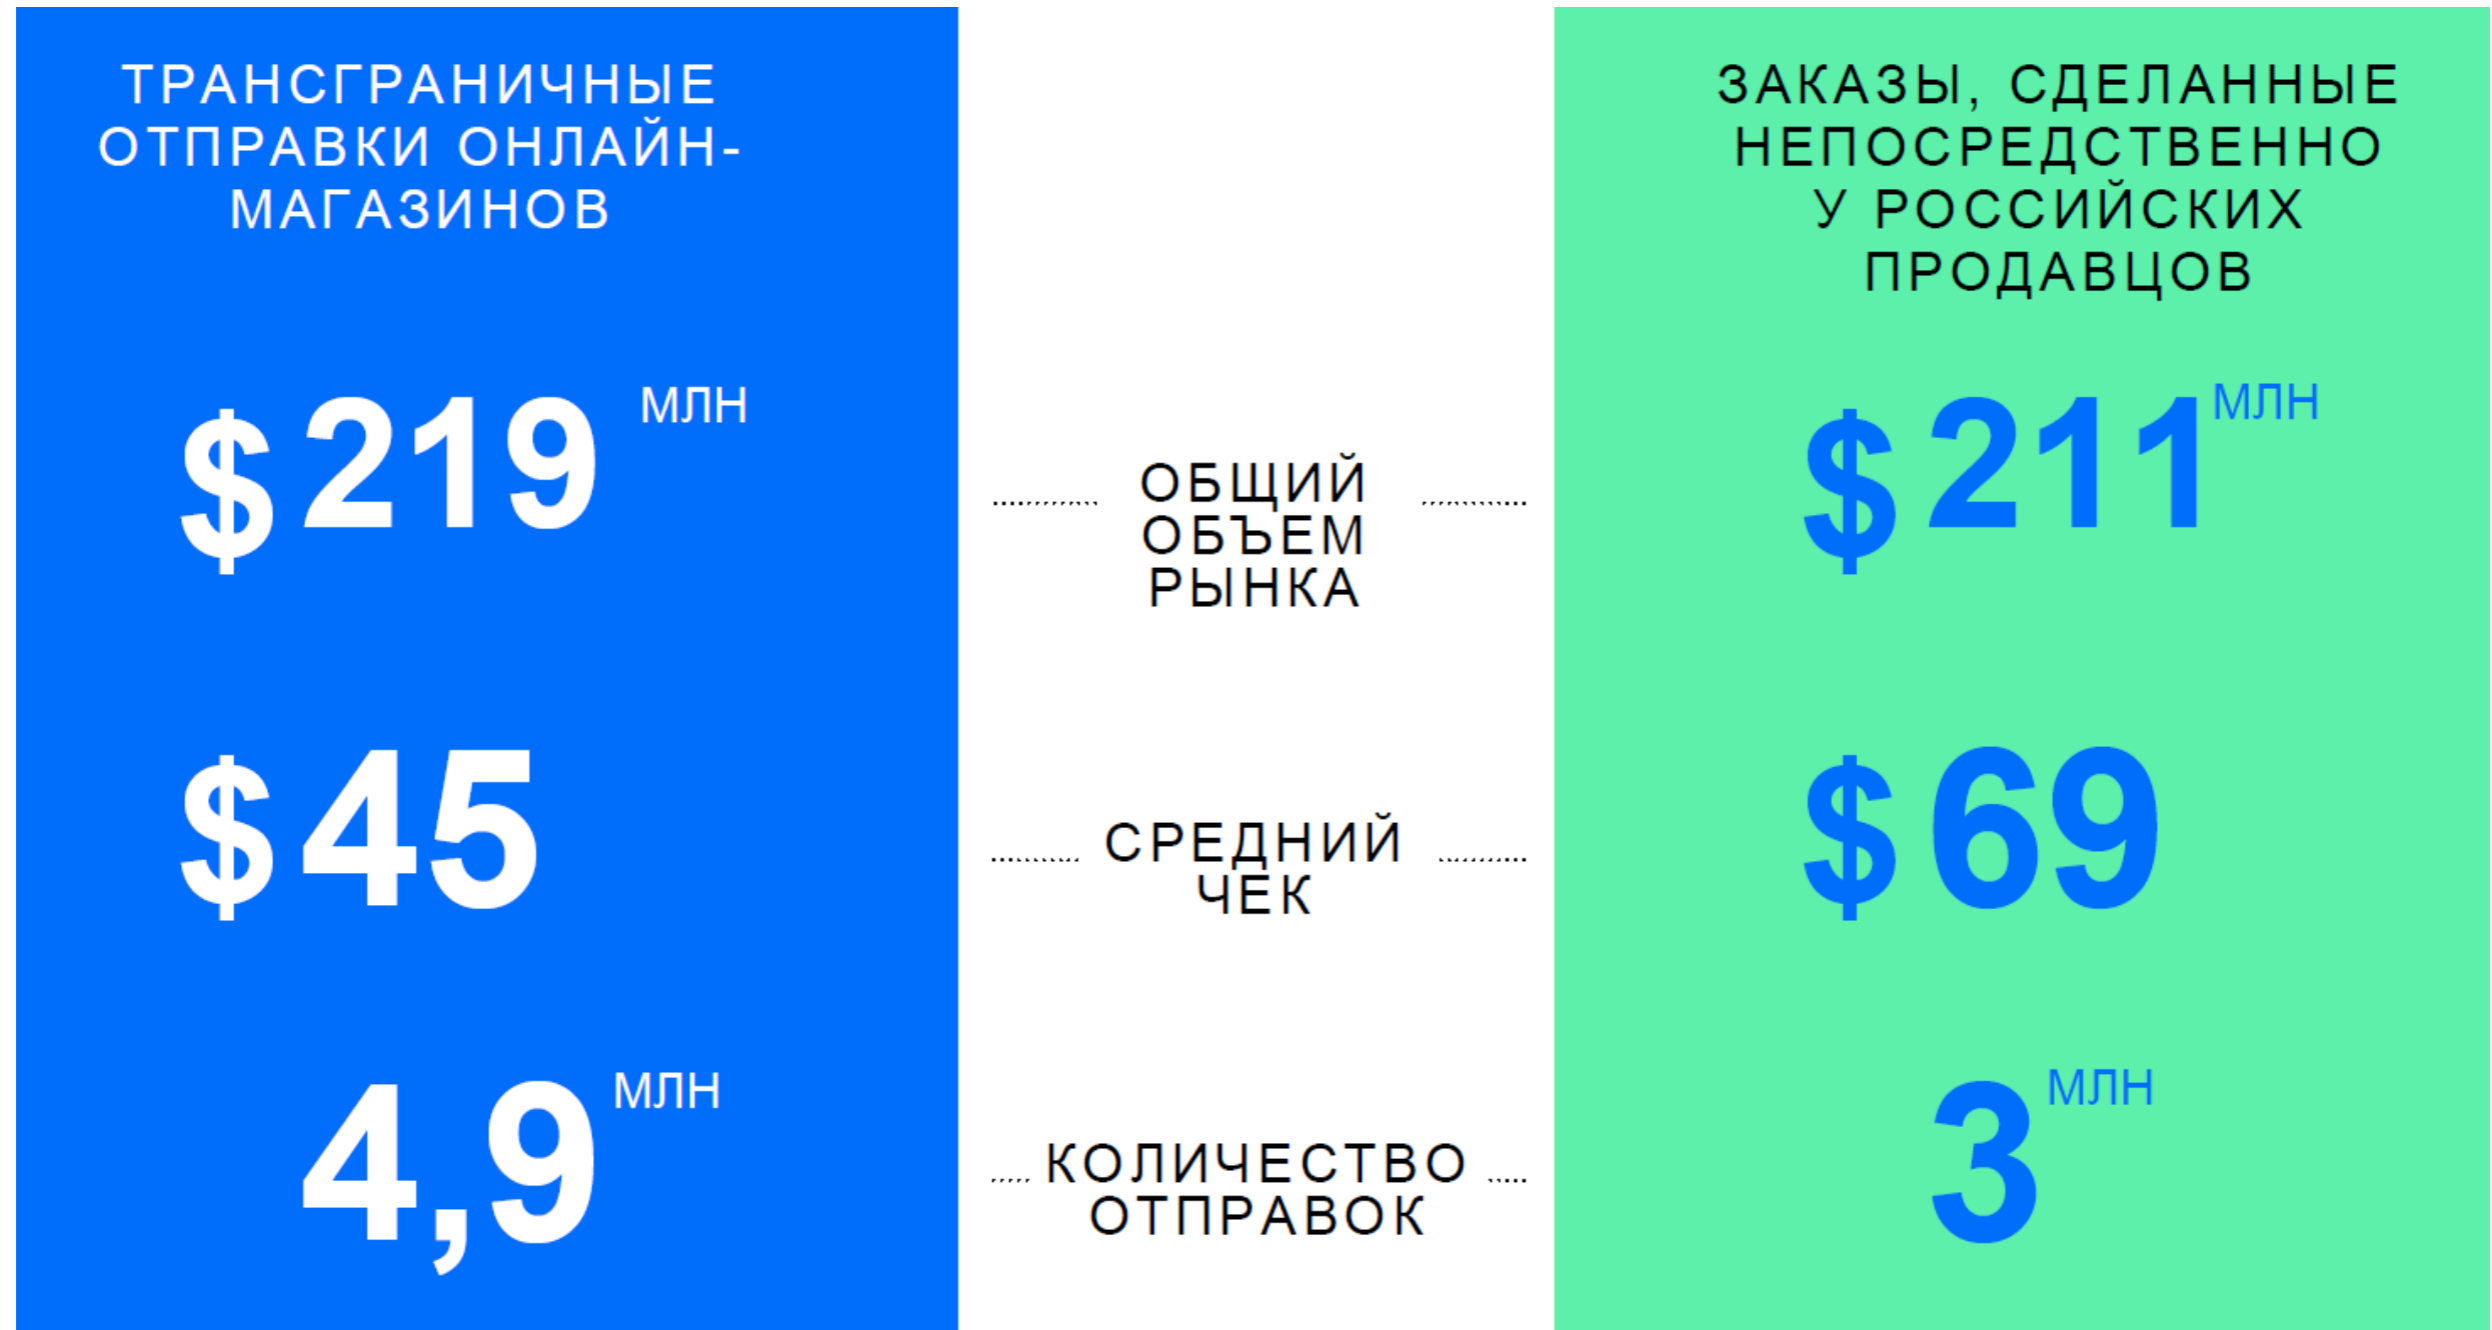 ТРАНСГРАНИЧНЫЕ
ОТПРАВКИ ОНЛАЙН-
МАГАЗИНОВ
ЗАКАЗЫ, СДЕЛАННЫЕ
НЕПОСРЕДСТВЕННО
У РОССИЙСКИХ
ПРОДАВЦОВ
$ 219 МЛН
ОБЩИЙ
ОБЪЕМ
РЫНКА
$ 211 МЛН
$ 45
СРЕДНИЙ
ЧЕК
$ 69
4,9 МЛН
КОЛИЧЕСТВО
ОТПРАВОК
3 МЛН